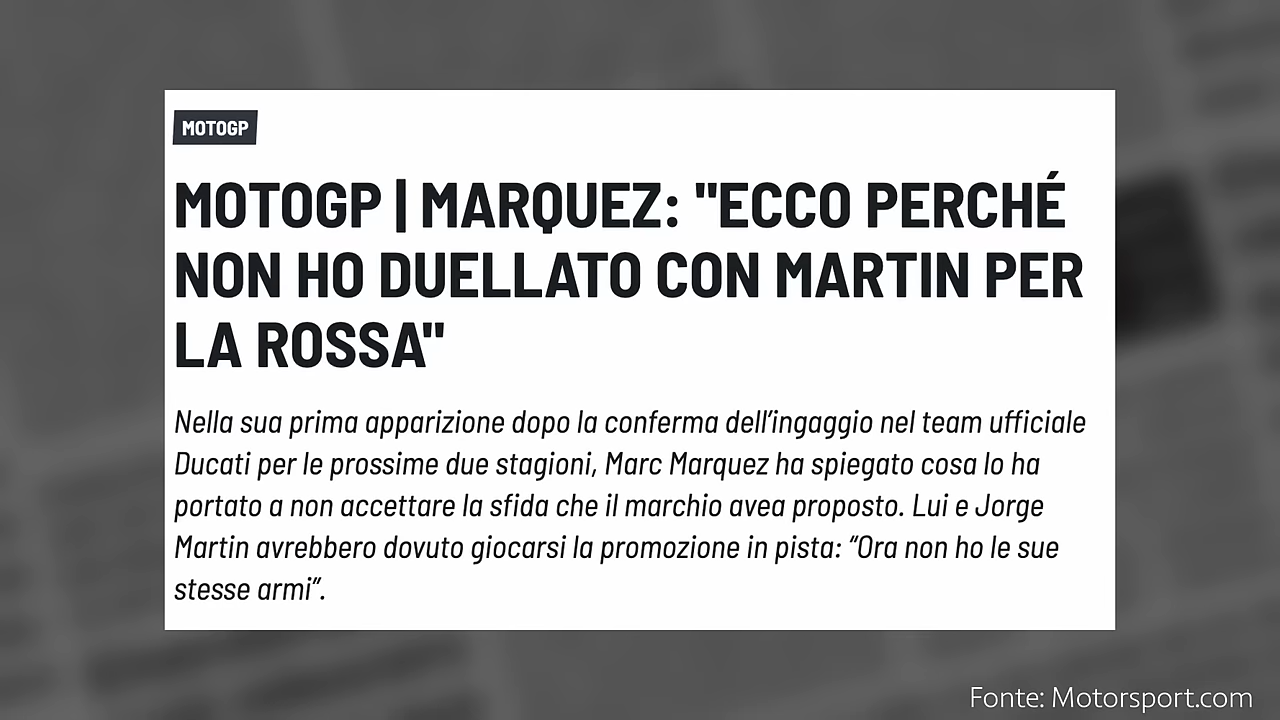 MOTOGP
MOTOGP | MARQUEZ: "ECCO PERCHÉ
NON HO DUELLATO CON MARTIN PER
LA ROSSA"
Nella sua prima apparizione dopo la conferma dell’ingaggio nel team ufficiale
Ducati per le prossime due stagioni, Marc Marquez ha spiegato cosa lo ha
portato a non accettare la sfida che il marchio avea proposto. Lui e Jorge
Martin avrebbero dovuto giocarsi la promozione in pista: “Ora non ho le sue
stesse armi”.
Fonte: Motorsport.com